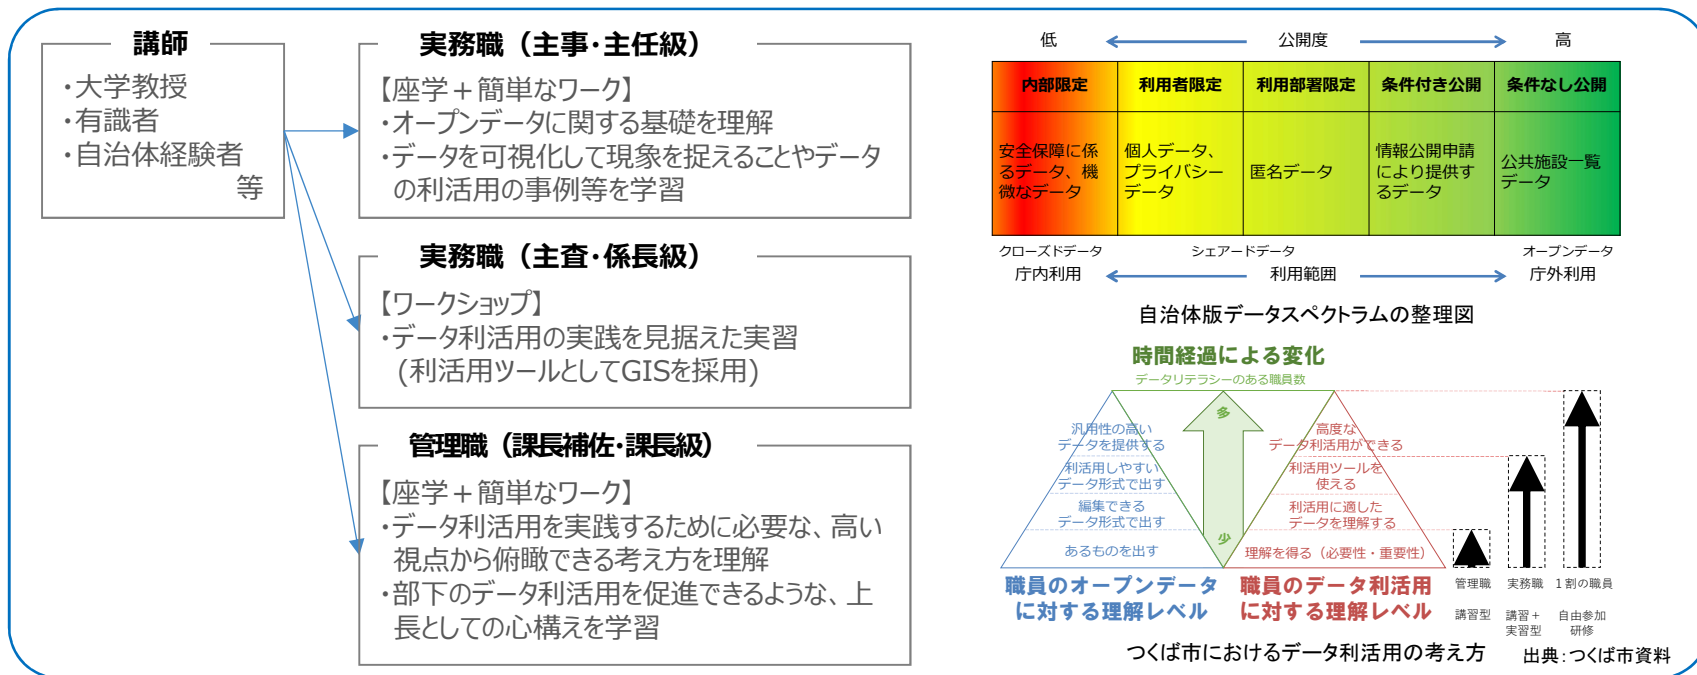 講師
・大学教授
・有識者
・自治体経験者
等
実務職（主事・主任級）
【座学＋簡単なワーク】
・オープンデータに関する基礎を理解
・データを可視化して現象を捉えることやデータ
の利活用の事例等を学習
実務職（主査・係長級）
【ワークショップ】
・データ利活用の実践を見据えた実習
（利活用ツールとしてGISを採用）
管理職（課長補佐・課長級）
【座学＋簡単なワーク】
・データ利活用を実践するために必要な、高い
視点から俯瞰できる考え方を理解
・部下のデータ利活用を促進できるような、上
長としての心構えを学習
低 公開度 高
内部限定 利用者限定 利用部署限定 条件付き公開 条件なし公開
安全保障に係
るデータ、機
微なデータ
個人データ、
プライバシー
データ
匿名データ
情報公開申請
により提供す
るデータ
公共施設一覧
データ
クローズドデータ シェアードデータ オープンデータ
庁内利用 利用範囲 庁外利用
自治体版データスペクトラムの整理図
時間経過による変化
データリテラシーのある職員数
多
少
汎用性の高い
データを提供する
利活用しやすい
データ形式で出す
編集できる
データ形式で出す
あるものを出す
職員のオープンデータ
に対する理解レベル
高度な
データ利活用ができる
利活用ツールを
使える
利活用に適した
データを理解する
理解を得る（必要性・重要性）
職員のデータ利活用
に対する理解レベル
管理職 実務職 1割の職員
講習型
講習＋
実習型
自由参加
研修
つくば市におけるデータ利活用の考え方
出典：つくば市資料